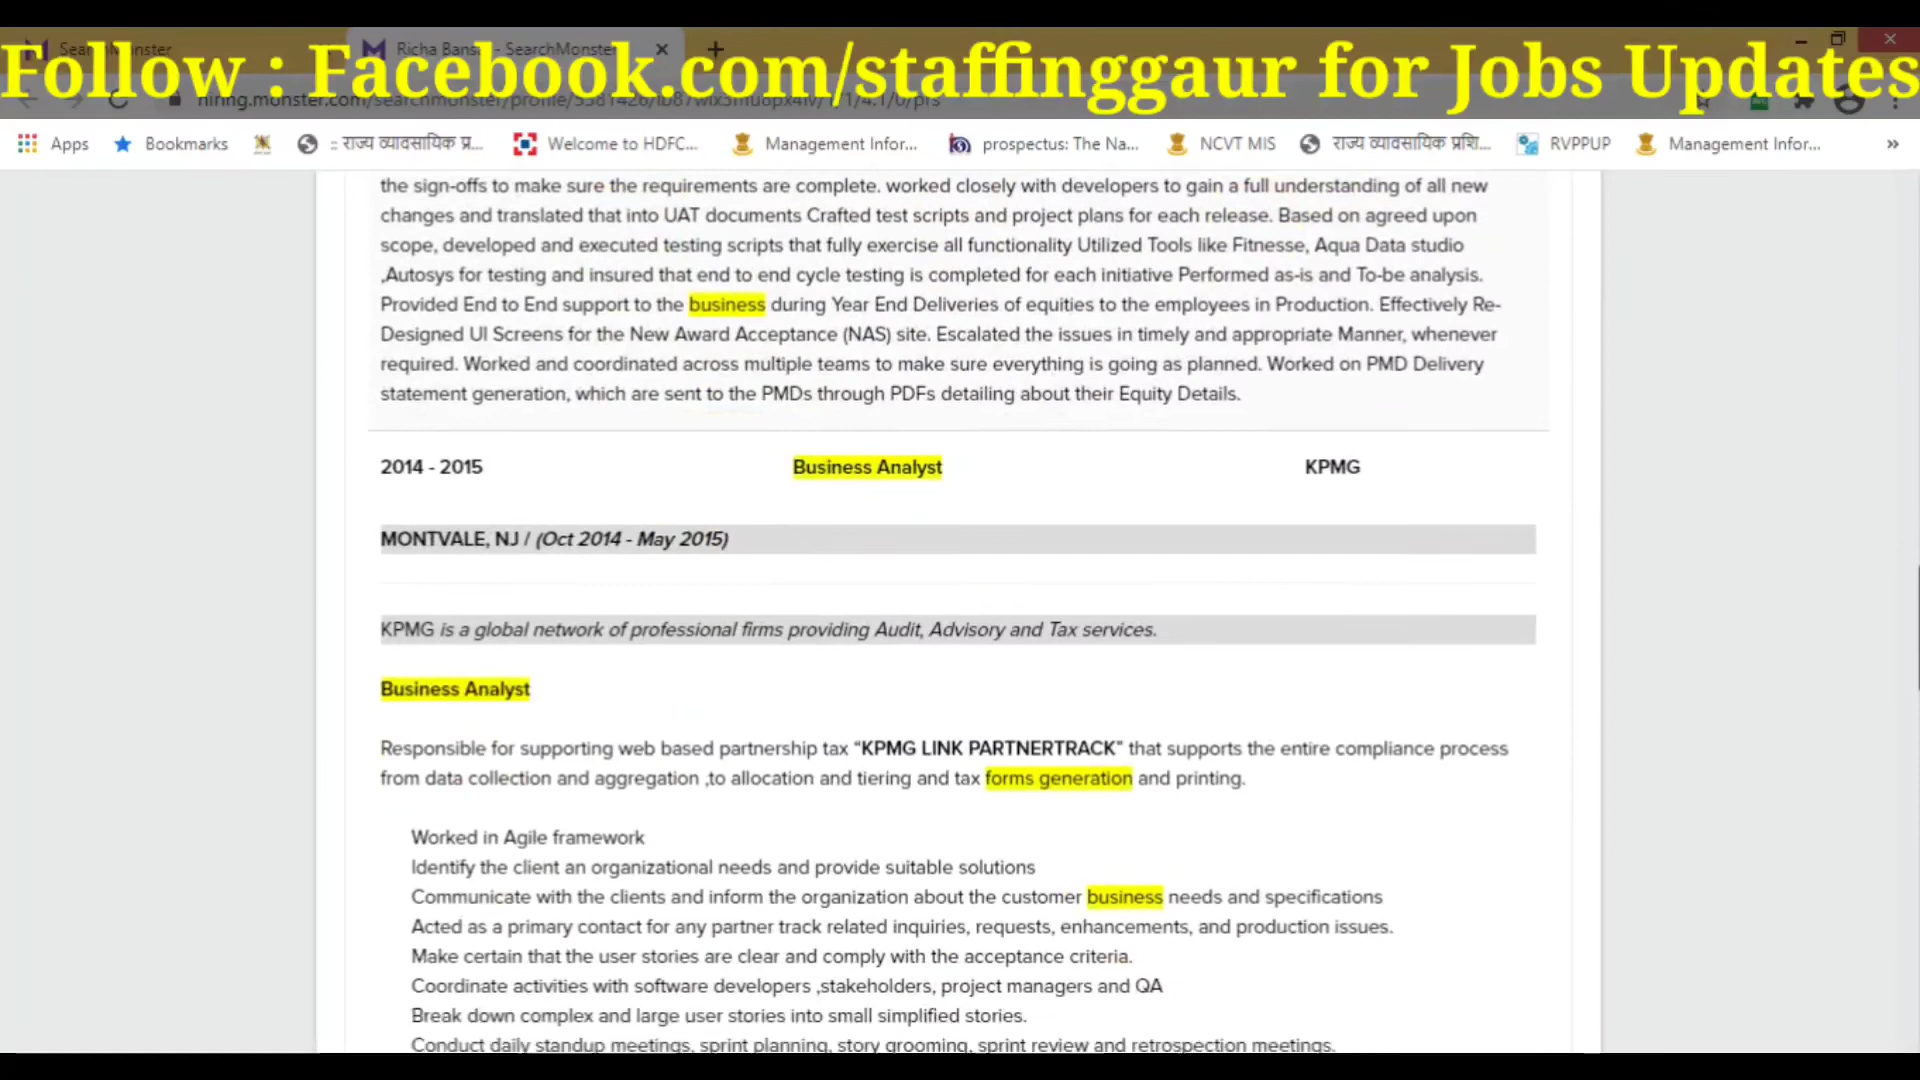 SearchMonster
Richa Bansal - SearchMonster
Follow : Facebook.com/staffinggaur for Jobs Updates
Apps Bookmarks :: राज्य व्यावसायिक प्र... Welcome to HDFC... Management Infor... prospectus: The Na... NCVT MIS राज्य व्यावसायिक प्रशि... RVPPUP Management Infor... »
the sign-offs to make sure the requirements are complete. worked closely with developers to gain a full understanding of all new
changes and translated that into UAT documents Crafted test scripts and project plans for each release. Based on agreed upon
scope, developed and executed testing scripts that fully exercise all functionality Utilized Tools like Fitnesse, Aqua Data studio
,Autosys for testing and insured that end to end cycle testing is completed for each initiative Performed as-is and To-be analysis.
Provided End to End support to the business during Year End Deliveries of equities to the employees in Production. Effectively Re-
Designed UI Screens for the New Award Acceptance (NAS) site. Escalated the issues in timely and appropriate Manner, whenever
required. Worked and coordinated across multiple teams to make sure everything is going as planned. Worked on PMD Delivery
statement generation, which are sent to the PMDs through PDFs detailing about their Equity Details.
2014 - 2015 Business Analyst KPMG
MONTVALE, NJ / (Oct 2014 - May 2015)
KPMG is a global network of professional firms providing Audit, Advisory and Tax services.
Business Analyst
Responsible for supporting web based partnership tax “KPMG LINK PARTNERTRACK” that supports the entire compliance process
from data collection and aggregation ,to allocation and tiering and tax forms generation and printing.
Worked in Agile framework
Identify the client an organizational needs and provide suitable solutions
Communicate with the clients and inform the organization about the customer business needs and specifications
Acted as a primary contact for any partner track related inquiries, requests, enhancements, and production issues.
Make certain that the user stories are clear and comply with the acceptance criteria.
Coordinate activities with software developers ,stakeholders, project managers and QA
Break down complex and large user stories into small simplified stories.
Conduct daily standup meetings, sprint planning, story grooming, sprint review and retrospection meetings.